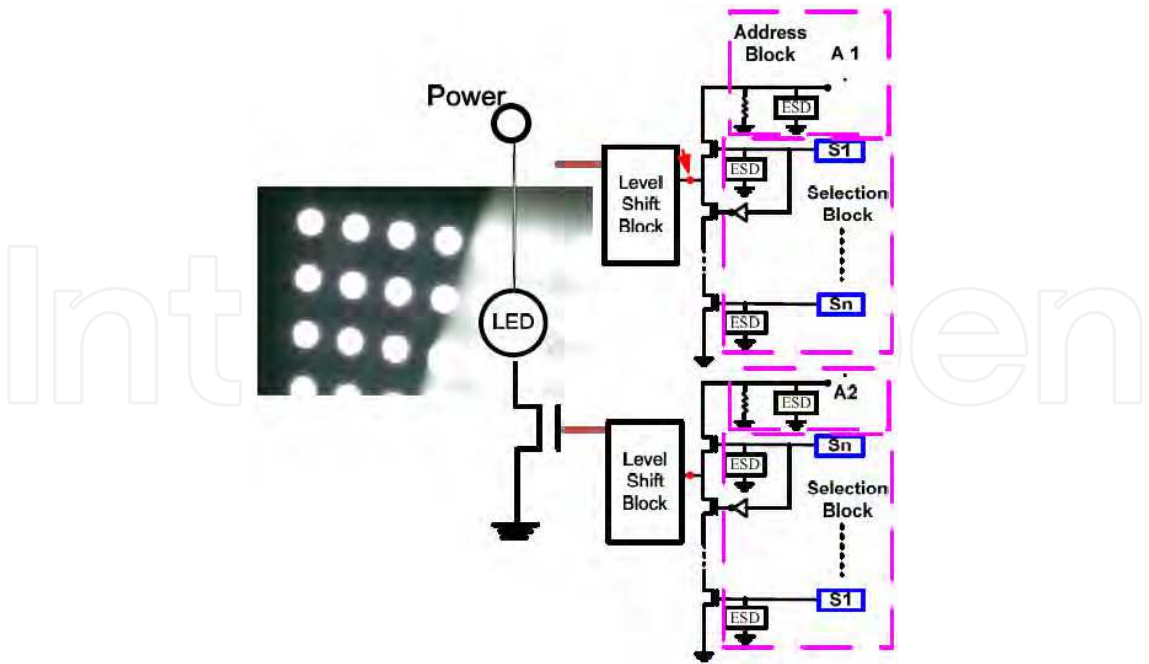 Address
Block
A 1
Power
ESD
S1
ESD
Level
Shift
Block
Selection
Block
Sn
ESD
LED
A2
ESD
Sn
ESD
Level
Shift
Block
Selection
Block
S1
ESD